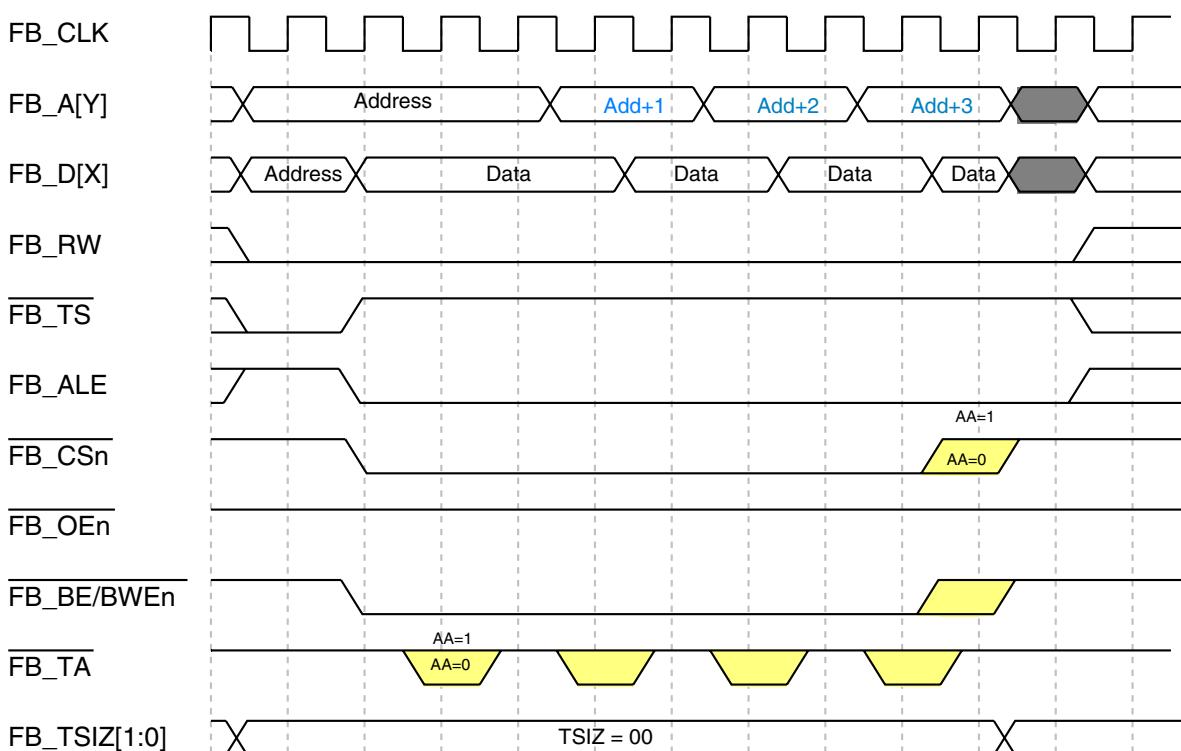 FB_CLK
FB_A[Y] Address Add+1 Add+2 Add+3
FB_D[X] Address Data Data Data Data
FB_RW
FB_TS
FB_ALE
AA=1
FB_CSn AA=0
FB_OEn
FB_BE/BWEn
AA=1
FB_TA AA=0
FB_TSIZ[1:0] TSIZ = 00